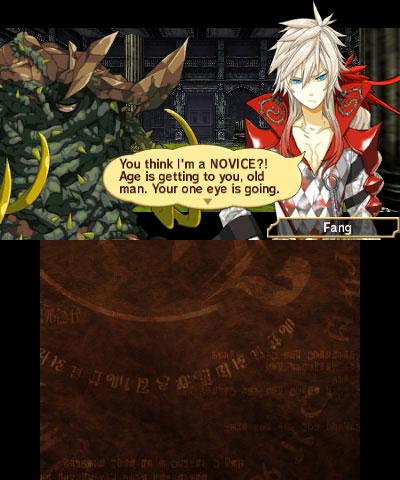 You think I'm a NOVICE?!
Age is getting to you, old
man. Your one eye is going.
Fang